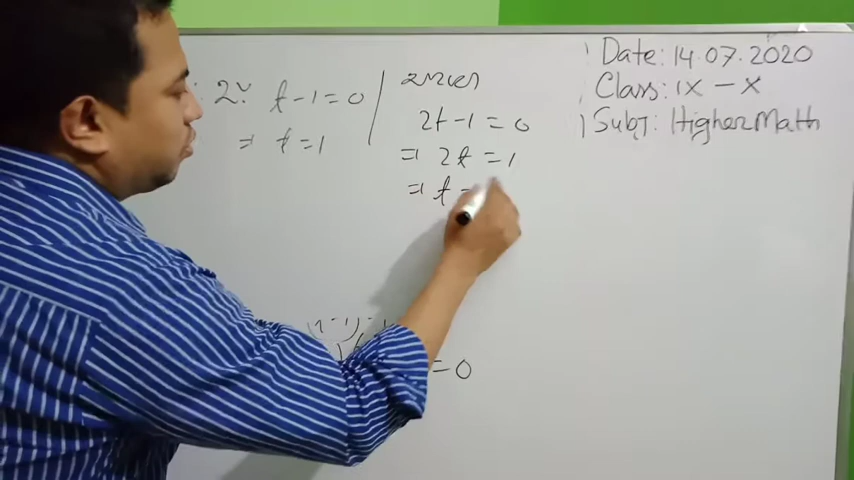 Date: 14.07.2020
Class: IX – X
Subj: Higher Math
t-1=0
⇒ t=1
অথবা
2t-1=0
⇒ 2t=1
⇒ t=
=0